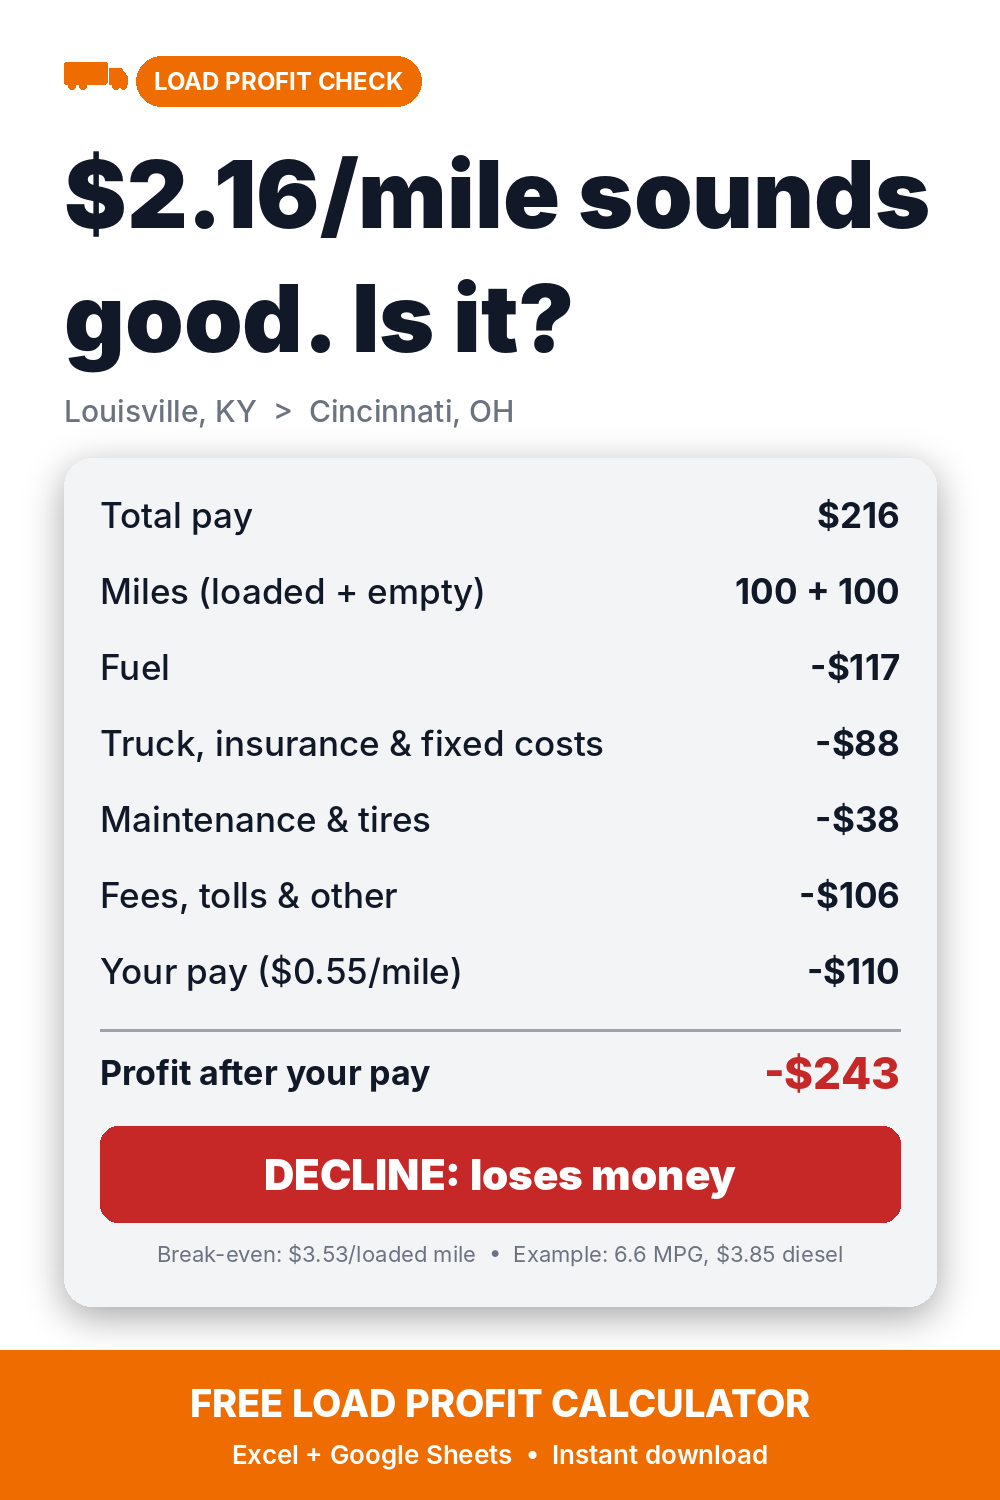 LOAD PROFIT CHECK
$2.16/mile sounds
good. Is it?
Louisville, KY > Cincinnati, OH
Total pay $216
Miles (loaded + empty) 100 + 100
Fuel -$117
Truck, insurance & fixed costs -$88
Maintenance & tires -$38
Fees, tolls & other -$106
Your pay ($0.55/mile) -$110
Profit after your pay -$243
DECLINE: loses money
Break-even: $3.53/loaded mile • Example: 6.6 MPG, $3.85 diesel
FREE LOAD PROFIT CALCULATOR
Excel + Google Sheets • Instant download